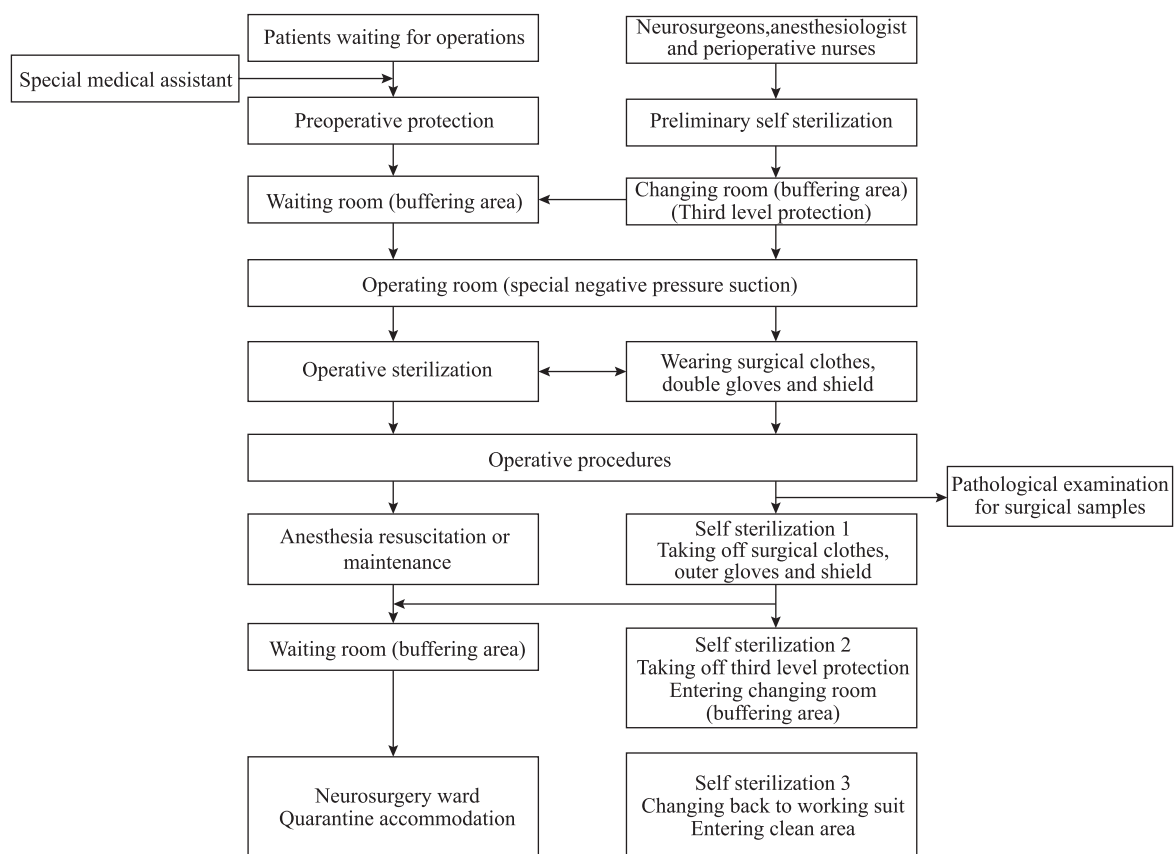 Patients waiting for operations
Neurosurgeons,anesthesiologist
and perioperative nurses
Special medical assistant
Preoperative protection
Preliminary self sterilization
Waiting room (buffering area)
Changing room (buffering area)
(Third level protection)
Operating room (special negative pressure suction)
Operative sterilization
Wearing surgical clothes,
double gloves and shield
Operative procedures
Pathological examination
for surgical samples
Anesthesia resuscitation or
maintenance
Self sterilization 1
Taking off surgical clothes,
outer gloves and shield
Waiting room (buffering area)
Self sterilization 2
Taking off third level protection
Entering changing room
(buffering area)
Neurosurgery ward
Quarantine accommodation
Self sterilization 3
Changing back to working suit
Entering clean area